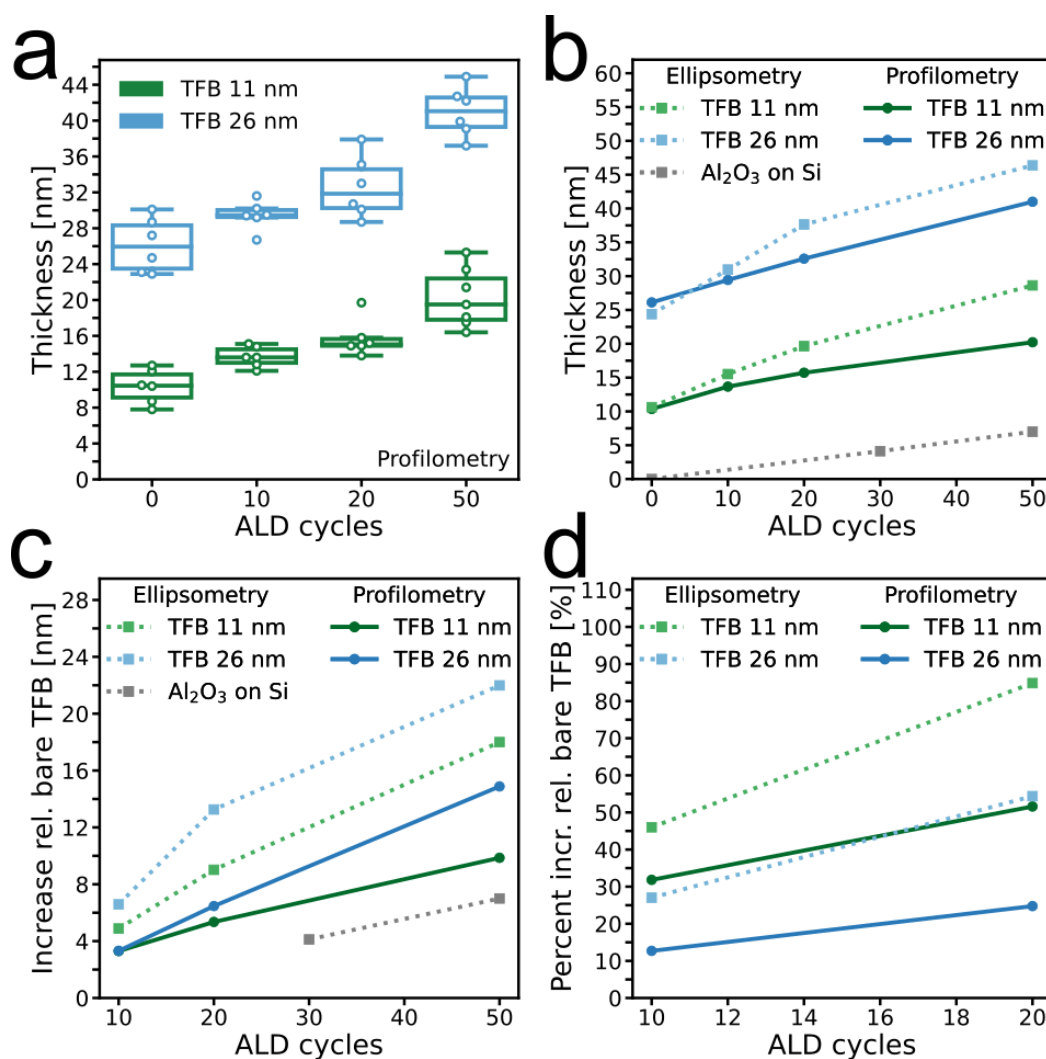 a
44
40
36
32
28
24
20
16
12
8
4
0
Thickness [nm]
TFB 11 nm
TFB 26 nm
Profilometry
0 10 20 50
ALD cycles
b
60
55
50
45
40
35
30
25
20
15
10
5
0
Thickness [nm]
Ellipsometry Profilometry
TFB 11 nm TFB 11 nm
TFB 26 nm TFB 26 nm
Al₂O₃ on Si
0 10 20 30 40 50
ALD cycles
c
28
24
20
16
12
8
4
0
Increase rel. bare TFB [nm]
Ellipsometry Profilometry
TFB 11 nm TFB 11 nm
TFB 26 nm TFB 26 nm
Al₂O₃ on Si
10 20 30 40 50
ALD cycles
d
110
100
90
80
70
60
50
40
30
20
10
0
Percent incr. rel. bare TFB [%]
Ellipsometry Profilometry
TFB 11 nm TFB 11 nm
TFB 26 nm TFB 26 nm
10 12 14 16 18 20
ALD cycles